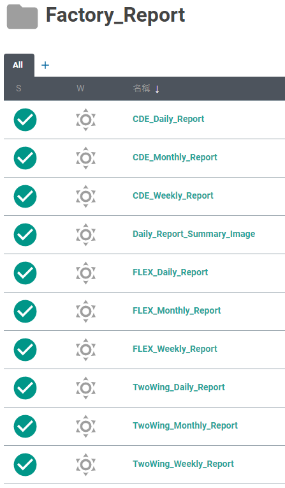 Factory_Report
All +
S W 名稱 ↓
CDE_Daily_Report
CDE_Monthly_Report
CDE_Weekly_Report
Daily_Report_Summary_Image
FLEX_Daily_Report
FLEX_Monthly_Report
FLEX_Weekly_Report
TwoWing_Daily_Report
TwoWing_Monthly_Report
TwoWing_Weekly_Report